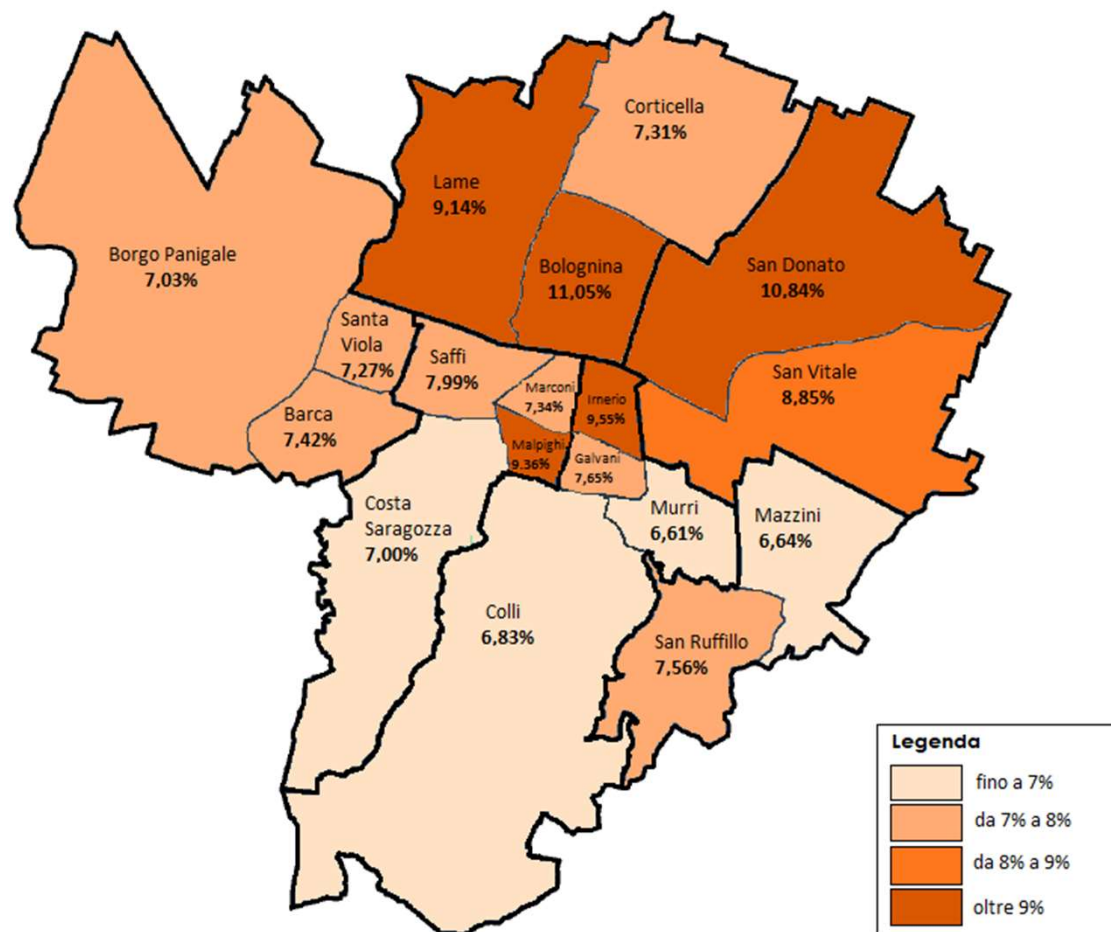 Corticella
7,31%
Lame
9,14%
Borgo Panigale
7,03%
Bolognina
11,05%
San Donato
10,84%
Santa
Viola
7,27%
Saffi
7,99%
Marconi
7,34%
Irnerio
9,55%
San Vitale
8,85%
Barca
7,42%
Malpighi
9.36%
Galvani
7,65%
Costa
Saragozza
7,00%
Murri
6,61%
Mazzini
6,64%
Colli
6,83%
San Ruffillo
7,56%
Legenda
fino a 7%
da 7% a 8%
da 8% a 9%
oltre 9%